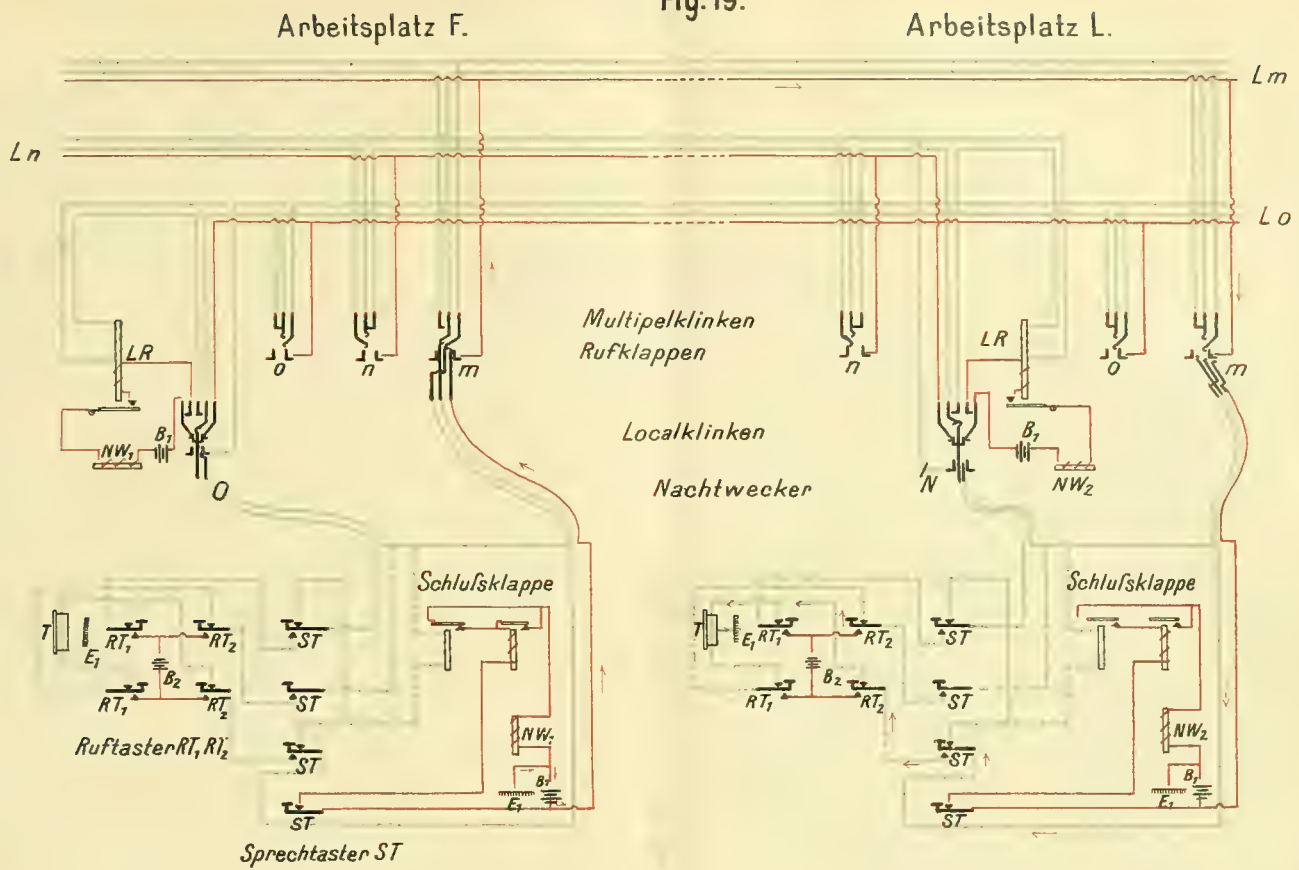 Fig. 19.
Arbeitsplatz F.
Arbeitsplatz L.
Lm
Ln
Lo
Multipelklinken
Rufklappen
LR
o
n
m
n
LR
o
m
NW1
B1
Localklinken
B1
NW2
O
Nachtwecker
N
Schlußklappe
Schlußklappe
T
E1
RT1
RT2
ST
T
E1
RT1
RT2
ST
B2
B2
RT1
RT2
ST
RT1
RT2
ST
Ruftaster RT1, RT2
ST
NW1
ST
NW2
E1
B1
E1
B1
ST
ST
Sprechtaster ST